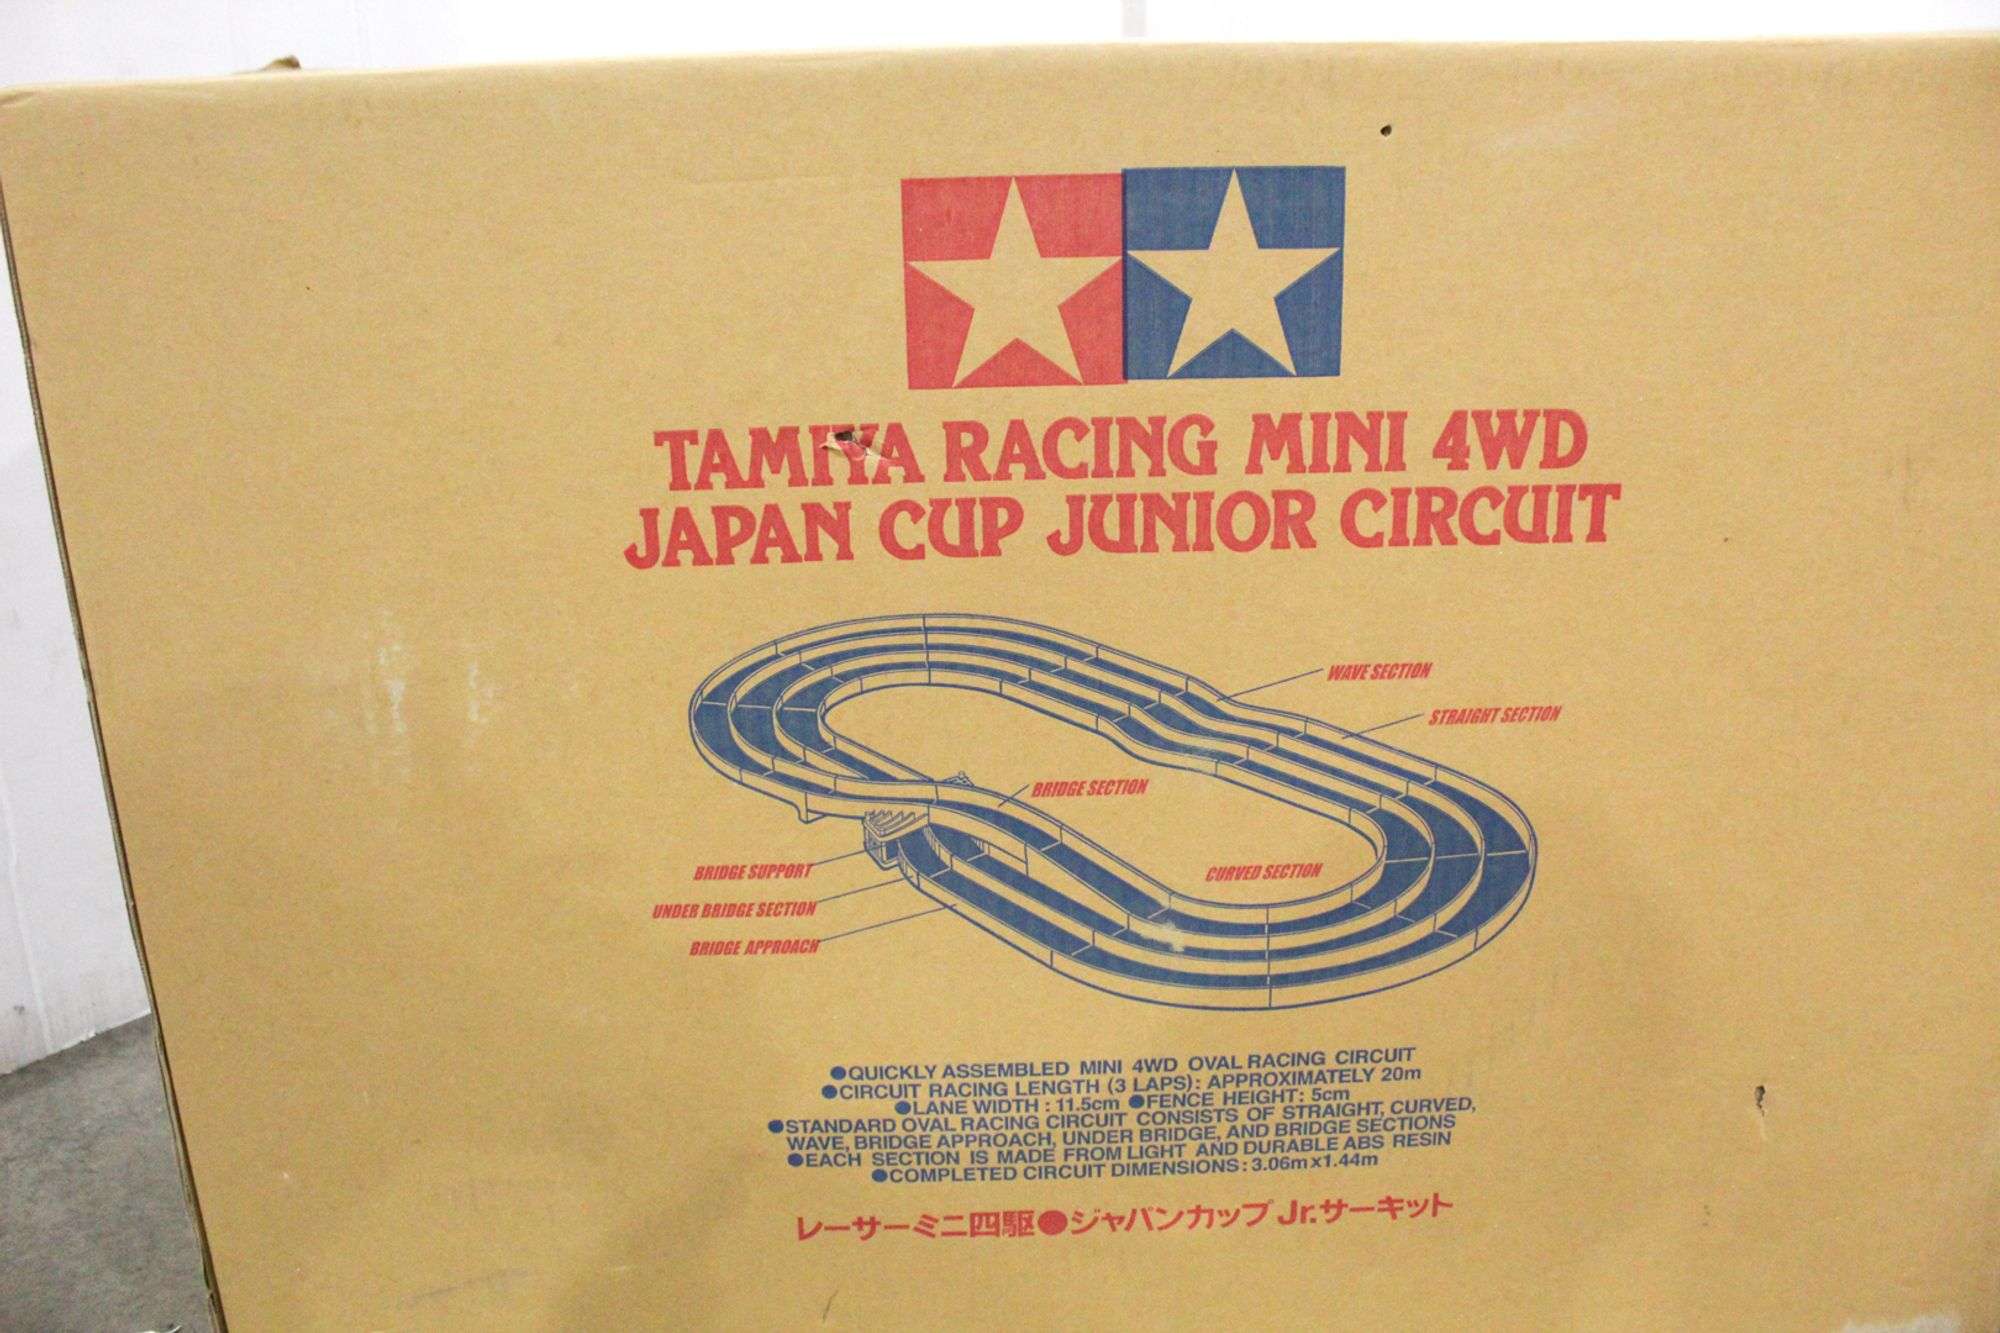 TAMIYA RACING MINI 4WD
JAPAN CUP JUNIOR CIRCUIT
WAVE SECTION
STRAIGHT SECTION
BRIDGE SECTION
BRIDGE SUPPORT
CURVED SECTION
UNDER BRIDGE SECTION
BRIDGE APPROACH
●QUICKLY ASSEMBLED MINI 4WD OVAL RACING CIRCUIT
●CIRCUIT RACING LENGTH (3 LAPS): APPROXIMATELY 20m
●LANE WIDTH : 11.5cm ●FENCE HEIGHT: 5cm
●STANDARD OVAL RACING CIRCUIT CONSISTS OF STRAIGHT, CURVED,
WAVE, BRIDGE APPROACH, UNDER BRIDGE, AND BRIDGE SECTIONS
●EACH SECTION IS MADE FROM LIGHT AND DURABLE ABS RESIN
●COMPLETED CIRCUIT DIMENSIONS: 3.06m x 1.44m
レーサーミニ四駆●ジャパンカップ Jr.サーキット